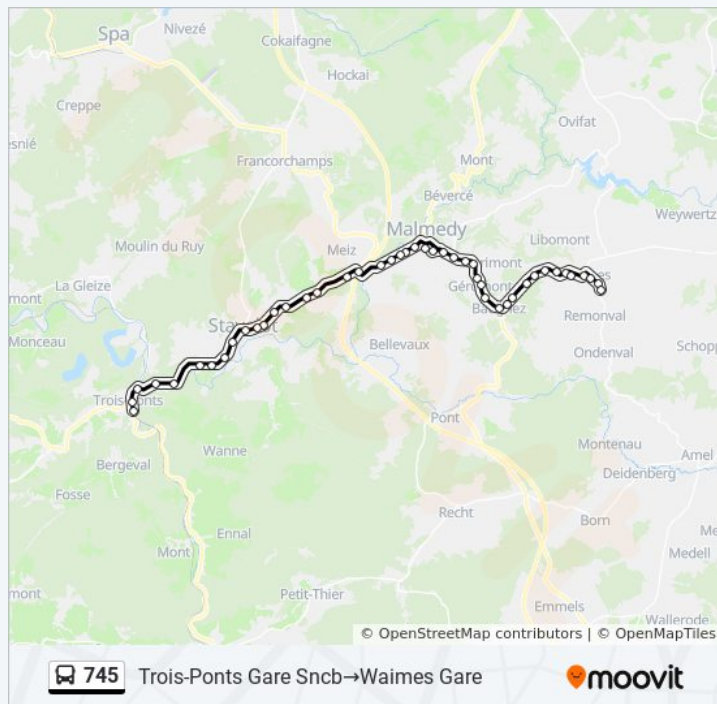 Spa
Nivezé
Cokaifagne
Hockai
Creppe
Ovifat
Francorchamps
Mont
Bévercé
Weywertz
Malmedy
Moulin du Ruy
Meiz
Libomont
La Gleize
Remonval
Monceau
Bellevaux
Ondenval
Trois-Ponts
Pont
Wanne
Montenau
Bergeval
Deidenberg
Amel
Fosse
Recht
Born
Ennal
Mont
Medell
Petit-Thier
Emmels
Wallerode
© OpenStreetMap contributors | © OpenMapTiles
745 Trois-Ponts Gare Sncb→Waimes Gare moovit